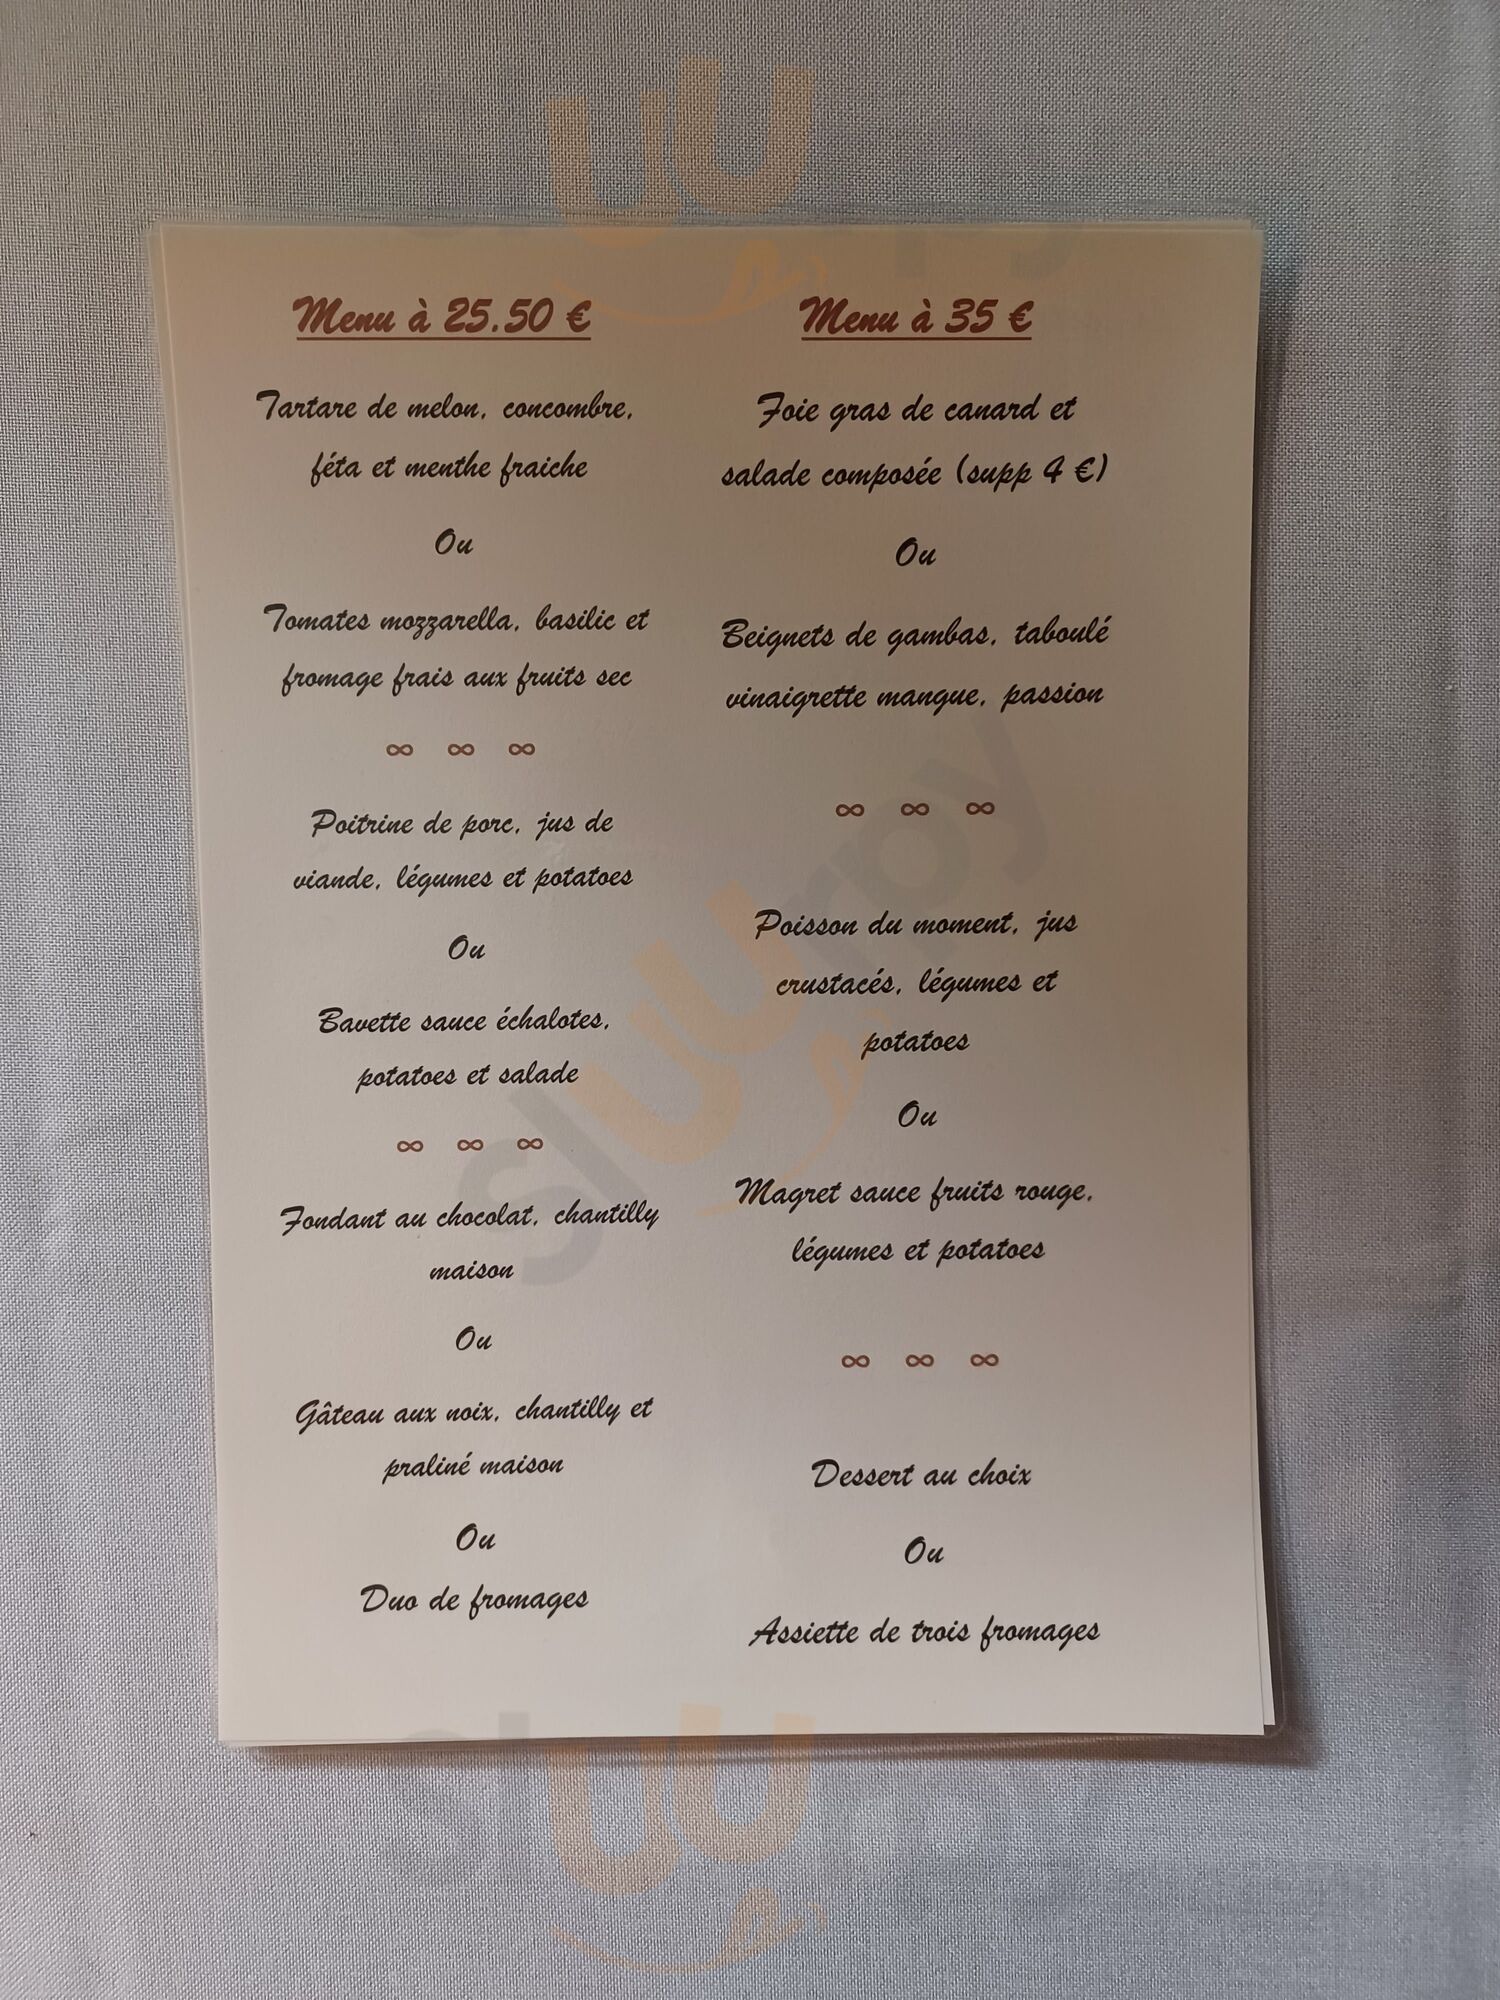 Menu à 25.50 €
Tartare de melon, concombre,
féta et menthe fraiche
Ou
Tomates mozzarella, basilic et
fromage frais aux fruits sec
∞ ∞ ∞
Poitrine de porc, jus de
viande, légumes et potatoes
Ou
Bavette sauce échalotes,
potatoes et salade
∞ ∞ ∞
Fondant au chocolat, chantilly
maison
Ou
Gâteau aux noix, chantilly et
praliné maison
Ou
Duo de fromages
Menu à 35 €
Foie gras de canard et
salade composée (supp 4 €)
Ou
Beignets de gambas, taboulé
vinaigrette mangue, passion
∞ ∞ ∞
Poisson du moment, jus
crustacés, légumes et
potatoes
Ou
Magret sauce fruits rouge,
légumes et potatoes
∞ ∞ ∞
Dessert au choix
Ou
Assiette de trois fromages
sluurpy
sluurpy
sluurpy